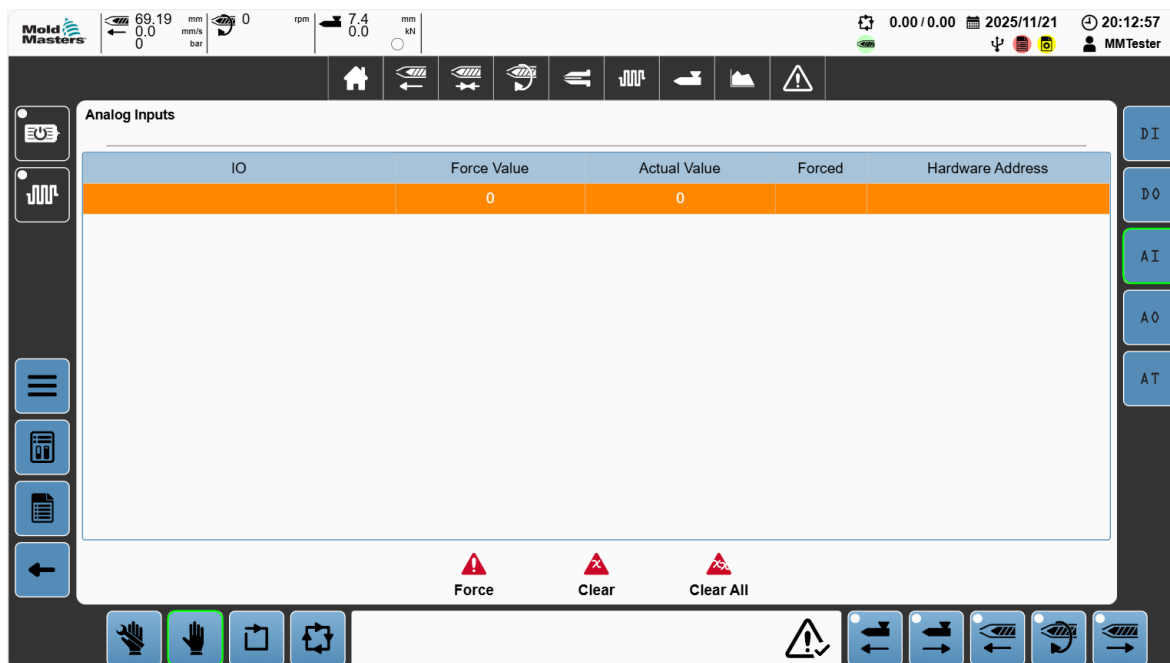 Mold
Masters
69.19 mm
0.0 mm/s
0 bar
0 rpm
7.4 mm
0.0 kN
0.00 / 0.00 2025/11/21 20:12:57
MMTester
Analog Inputs
IO Force Value Actual Value Forced Hardware Address
0 0
DI
DO
AI
AO
AT
Force Clear Clear All